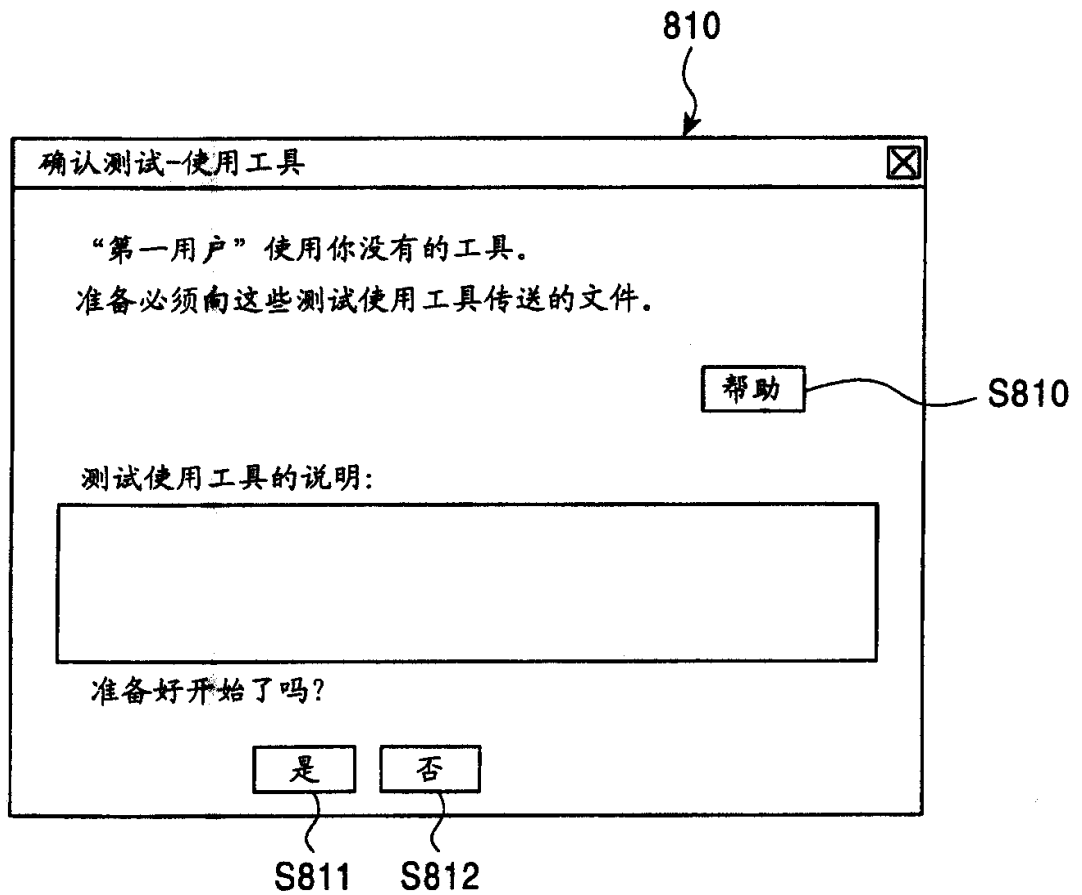 810
确认测试-使用工具
“第一用户”使用你没有的工具。
准备必须向这些测试使用工具传送的文件。
帮助
S810
测试使用工具的说明:
准备好开始了吗?
是 否
S811 S812